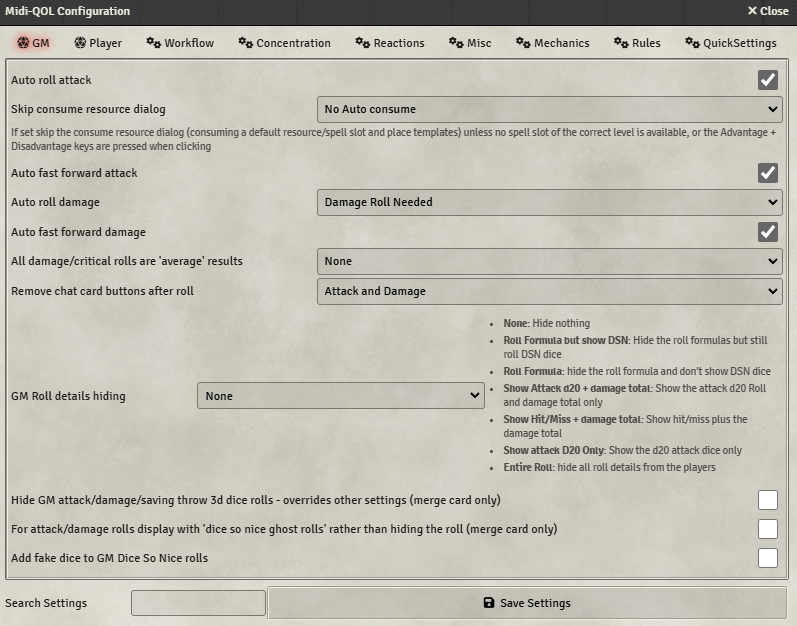 Midi-QOL Configuration
Close
GM Player Workflow Concentration Reactions Misc Mechanics Rules QuickSettings
Auto roll attack
Skip consume resource dialog No Auto consume
If set skip the consume resource dialog (consuming a default resource/spell slot and place templates) unless no spell slot of the correct level is available, or the Advantage +
Disadvantage keys are pressed when clicking
Auto fast forward attack
Auto roll damage Damage Roll Needed
Auto fast forward damage
All damage/critical rolls are 'average' results None
Remove chat card buttons after roll Attack and Damage
GM Roll details hiding None
• None: Hide nothing
• Roll Formula but show DSN: Hide the roll formulas but still
roll DSN dice
• Roll Formula: hide the roll formula and don't show DSN dice
• Show Attack d20 + damage total: Show the attack d20 Roll
and damage total only
• Show Hit/Miss + damage total: Show hit/miss plus the
damage total
• Show attack D20 Only: Show the d20 attack dice only
• Entire Roll: hide all roll details from the players
Hide GM attack/damage/saving throw 3d dice rolls - overrides other settings (merge card only)
For attack/damage rolls display with 'dice so nice ghost rolls' rather than hiding the roll (merge card only)
Add fake dice to GM Dice So Nice rolls
Search Settings Save Settings